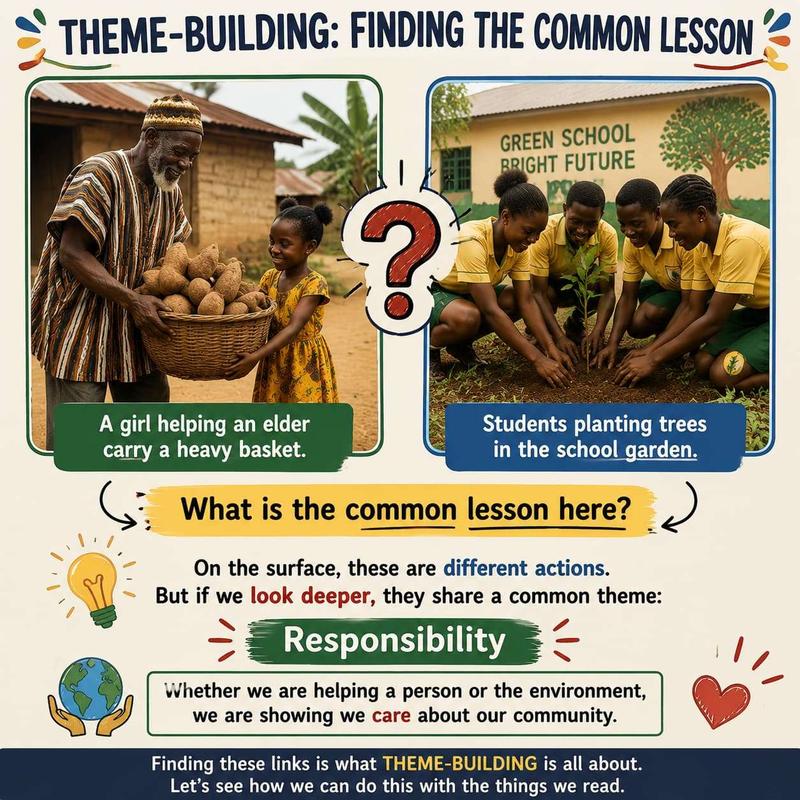 THEME-BUILDING: FINDING THE COMMON LESSON
GREEN SCHOOL
BRIGHT FUTURE
A girl helping an elder
carry a heavy basket.
Students planting trees
in the school garden.
?
What is the common lesson here?
On the surface, these are different actions.
But if we look deeper, they share a common theme:
Responsibility
Whether we are helping a person or the environment,
we are showing we care about our community.
Finding these links is what THEME-BUILDING is all about.
Let's see how we can do this with the things we read.